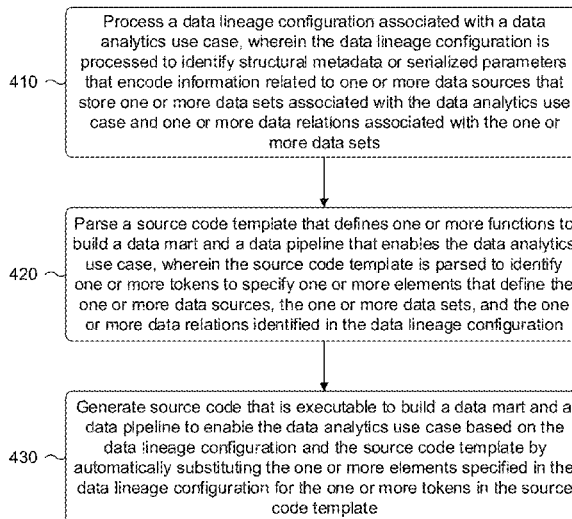 410
Process a data lineage configuration associated with a data
analytics use case, wherein the data lineage configuration is
processed to identify structural metadata or serialized parameters
that encode information related to one or more data sources that
store one or more data sets associated with the data analytics use
case and one or more data relations associated with the one or
more data sets
420
Parse a source code template that defines one or more functions to
build a data mart and a data pipeline that enables the data analytics
use case, wherein the source code template is parsed to identify
one or more tokens to specify one or more elements that define the
one or more data sources, the one or more data sets, and the one
or more data relations identified in the data lineage configuration
430
Generate source code that is executable to build a data mart and a
data pipeline to enable the data analytics use case based on the
data lineage configuration and the source code template by
automatically substituting the one or more elements specified in the
data lineage configuration for the one or more tokens in the source
code template